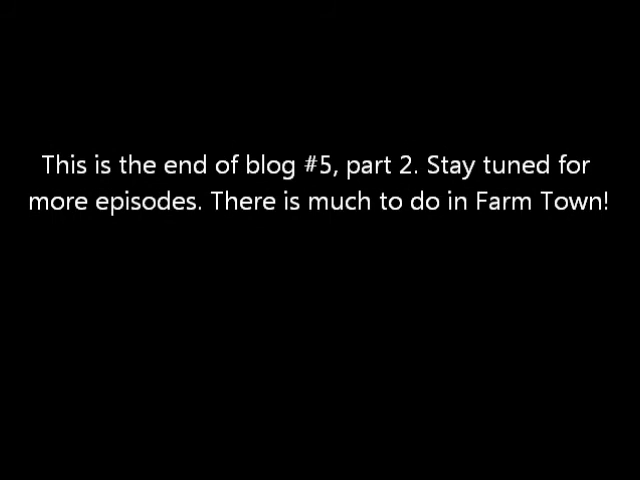 This is the end of blog #5, part 2. Stay tuned for
more episodes. There is much to do in Farm Town!